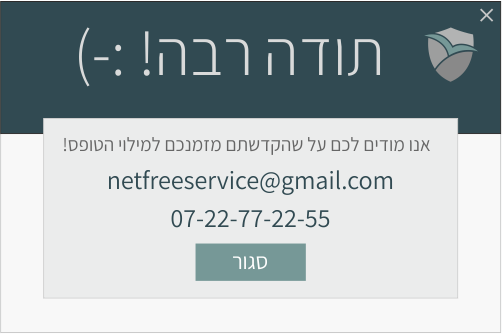 תודה רבה! :-)
אנו מודים לכם על שהקדשתם מזמנכם למילוי הטופס!
netfreeservice@gmail.com
07-22-77-22-55
סגור